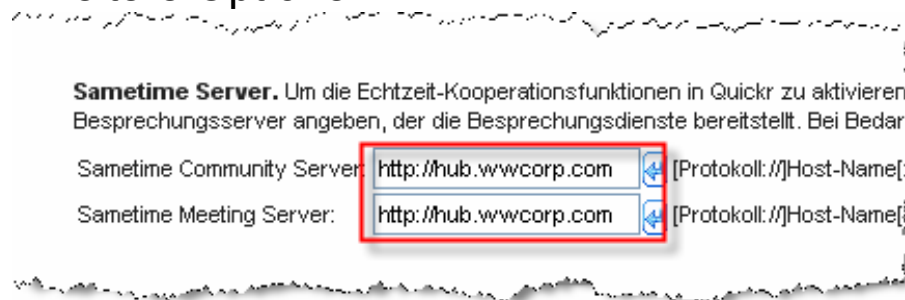 Sametime Server. Um die Echtzeit-Kooperationsfunktionen in Quickr zu aktivieren
Besprechungsserver angeben, der die Besprechungsdienste bereitstellt. Bei Bedar
Sametime Community Server: http://hub.wwcorp.com [Protokoll://]Host-Name[:
Sametime Meeting Server: http://hub.wwcorp.com [Protokoll://]Host-Name[